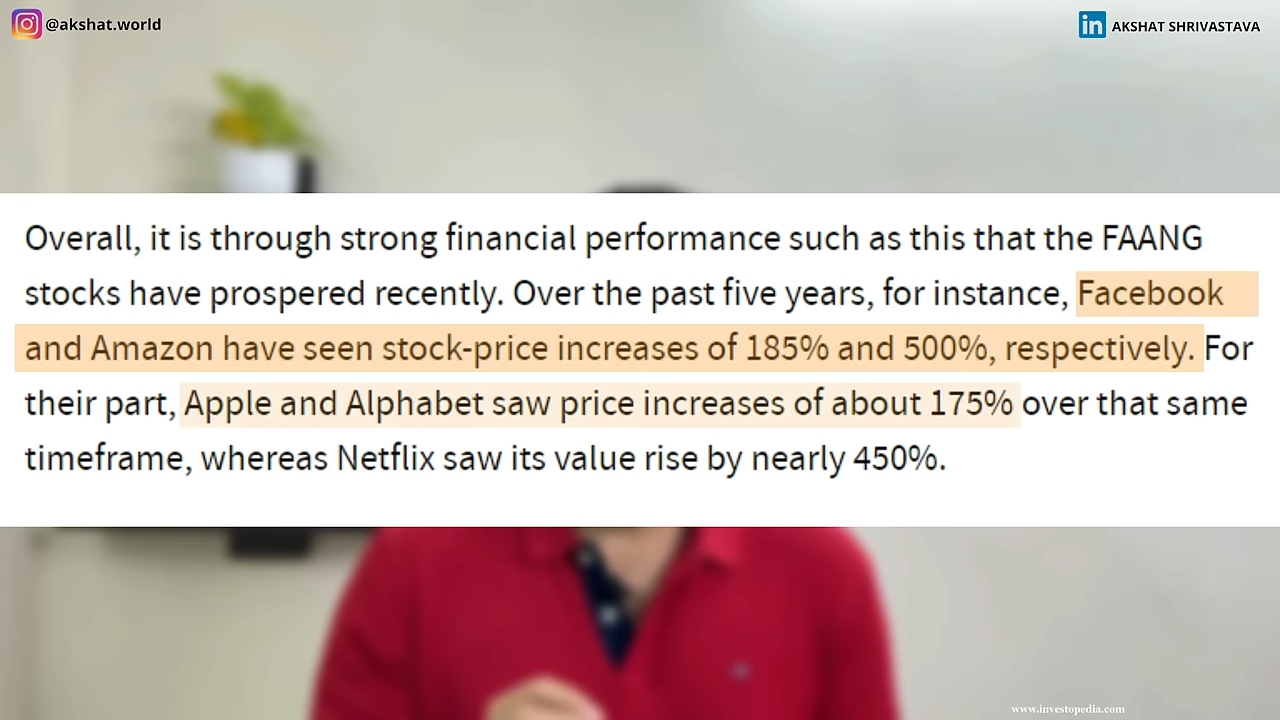 @akshat.world
AKSHAT SHRIVASTAVA
Overall, it is through strong financial performance such as this that the FAANG
stocks have prospered recently. Over the past five years, for instance, Facebook
and Amazon have seen stock-price increases of 185% and 500%, respectively. For
their part, Apple and Alphabet saw price increases of about 175% over that same
timeframe, whereas Netflix saw its value rise by nearly 450%.
www.investopedia.com